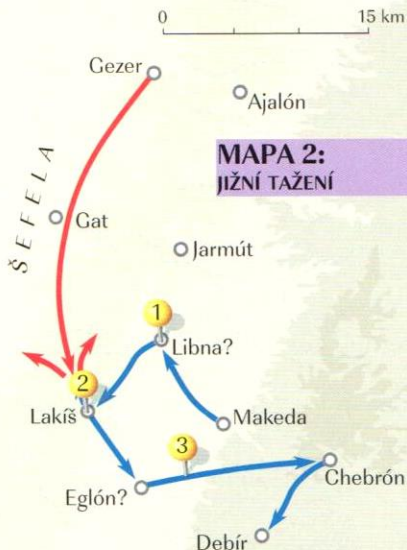 0
15 km
Gezer
Ajalón
MAPA 2:
JIŽNÍ TAŽENÍ
ŠEFELA
Gat
Jarmút
1
Libna?
2
Lakíš
Makeda
3
Chebrón
Eglón?
Debír